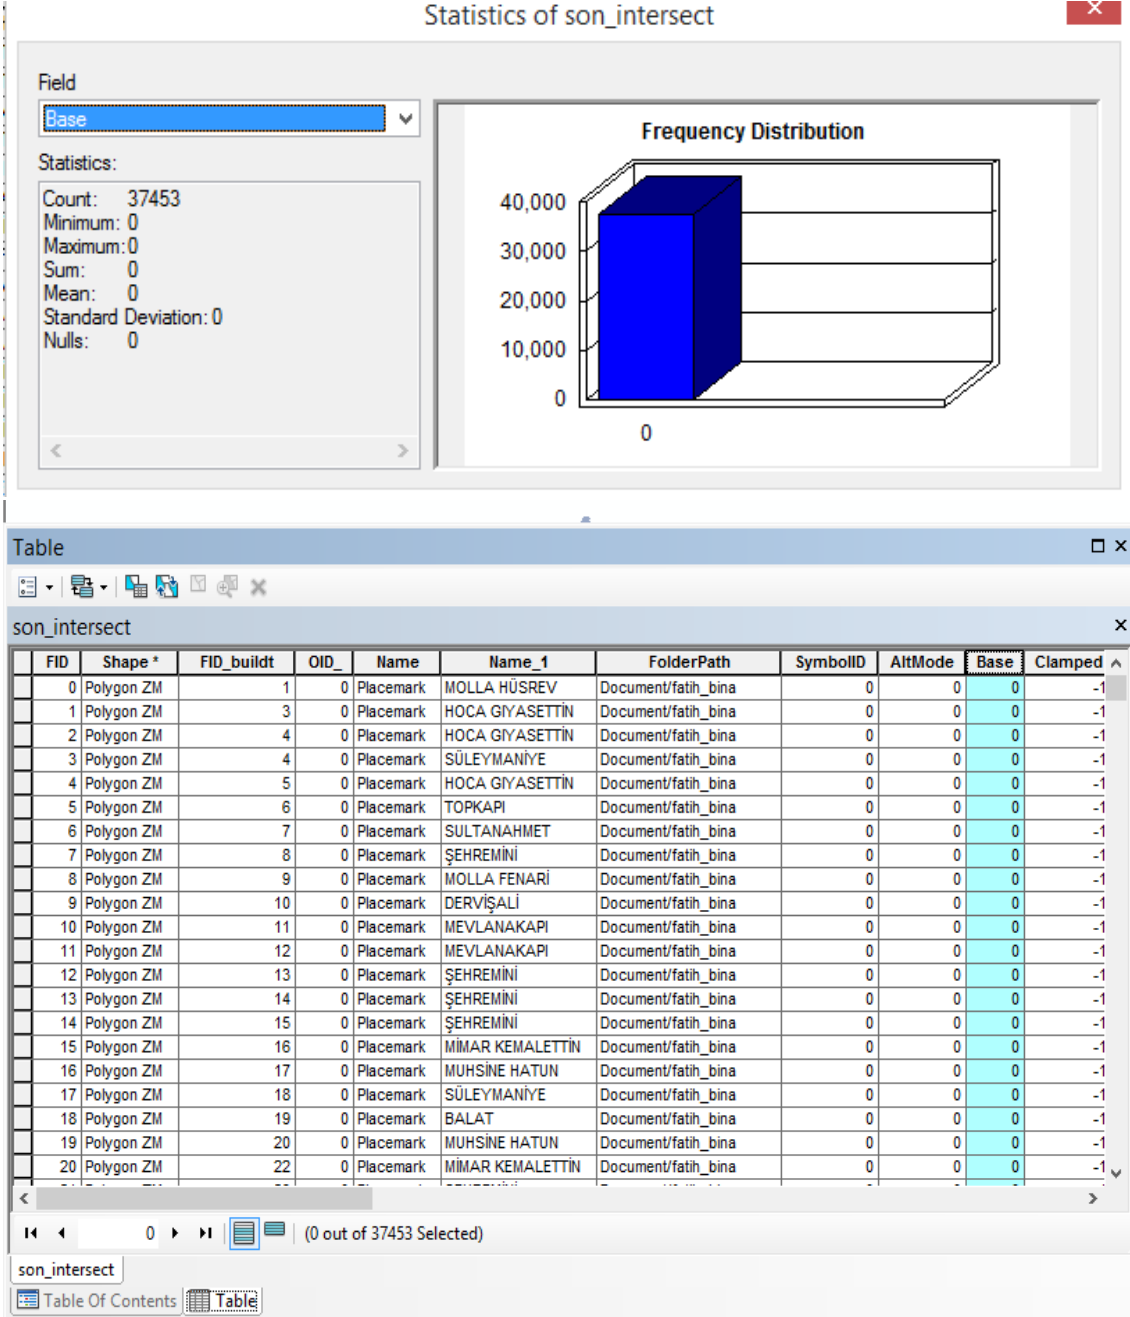 Statistics of son_intersect
Field
Base
Statistics:
Count: 37453
Minimum: 0
Maximum: 0
Sum: 0
Mean: 0
Standard Deviation: 0
Nulls: 0
Frequency Distribution
40,000
30,000
20,000
10,000
0
0
Table
son_intersect
FID Shape * FID_buildt OID_ Name Name_1 FolderPath SymbolID AltMode Base Clamped
0 Polygon ZM 1 0 Placemark MOLLA HÜSREV Document/fatih_bina 0 0 0 -1
1 Polygon ZM 3 0 Placemark HOCA GIYASETTİN Document/fatih_bina 0 0 0 -1
2 Polygon ZM 4 0 Placemark HOCA GIYASETTİN Document/fatih_bina 0 0 0 -1
3 Polygon ZM 4 0 Placemark SÜLEYMANİYE Document/fatih_bina 0 0 0 -1
4 Polygon ZM 5 0 Placemark HOCA GIYASETTİN Document/fatih_bina 0 0 0 -1
5 Polygon ZM 6 0 Placemark TOPKAPI Document/fatih_bina 0 0 0 -1
6 Polygon ZM 7 0 Placemark SULTANAHMET Document/fatih_bina 0 0 0 -1
7 Polygon ZM 8 0 Placemark ŞEHREMİNİ Document/fatih_bina 0 0 0 -1
8 Polygon ZM 9 0 Placemark MOLLA FENARİ Document/fatih_bina 0 0 0 -1
9 Polygon ZM 10 0 Placemark DERVİŞALİ Document/fatih_bina 0 0 0 -1
10 Polygon ZM 11 0 Placemark MEVLANAKAPI Document/fatih_bina 0 0 0 -1
11 Polygon ZM 12 0 Placemark MEVLANAKAPI Document/fatih_bina 0 0 0 -1
12 Polygon ZM 13 0 Placemark ŞEHREMİNİ Document/fatih_bina 0 0 0 -1
13 Polygon ZM 14 0 Placemark ŞEHREMİNİ Document/fatih_bina 0 0 0 -1
14 Polygon ZM 15 0 Placemark ŞEHREMİNİ Document/fatih_bina 0 0 0 -1
15 Polygon ZM 16 0 Placemark MİMAR KEMALETTİN Document/fatih_bina 0 0 0 -1
16 Polygon ZM 17 0 Placemark MUHSİNE HATUN Document/fatih_bina 0 0 0 -1
17 Polygon ZM 18 0 Placemark SÜLEYMANİYE Document/fatih_bina 0 0 0 -1
18 Polygon ZM 19 0 Placemark BALAT Document/fatih_bina 0 0 0 -1
19 Polygon ZM 20 0 Placemark MUHSİNE HATUN Document/fatih_bina 0 0 0 -1
20 Polygon ZM 22 0 Placemark MİMAR KEMALETTİN Document/fatih_bina 0 0 0 -1
0 (0 out of 37453 Selected)
son_intersect
Table Of Contents Table